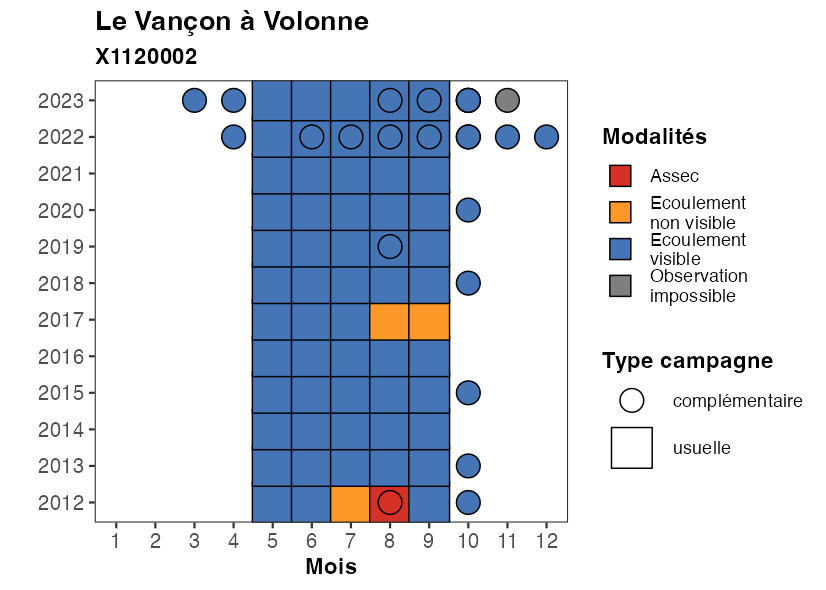 Le Vançon à Volonne
X1120002
2023
2022
2021
2020
2019
2018
2017
2016
2015
2014
2013
2012
1 2 3 4 5 6 7 8 9 10 11 12
Mois
Modalités
Assec
Ecoulement
non visible
Ecoulement
visible
Observation
impossible
Type campagne
complémentaire
usuelle